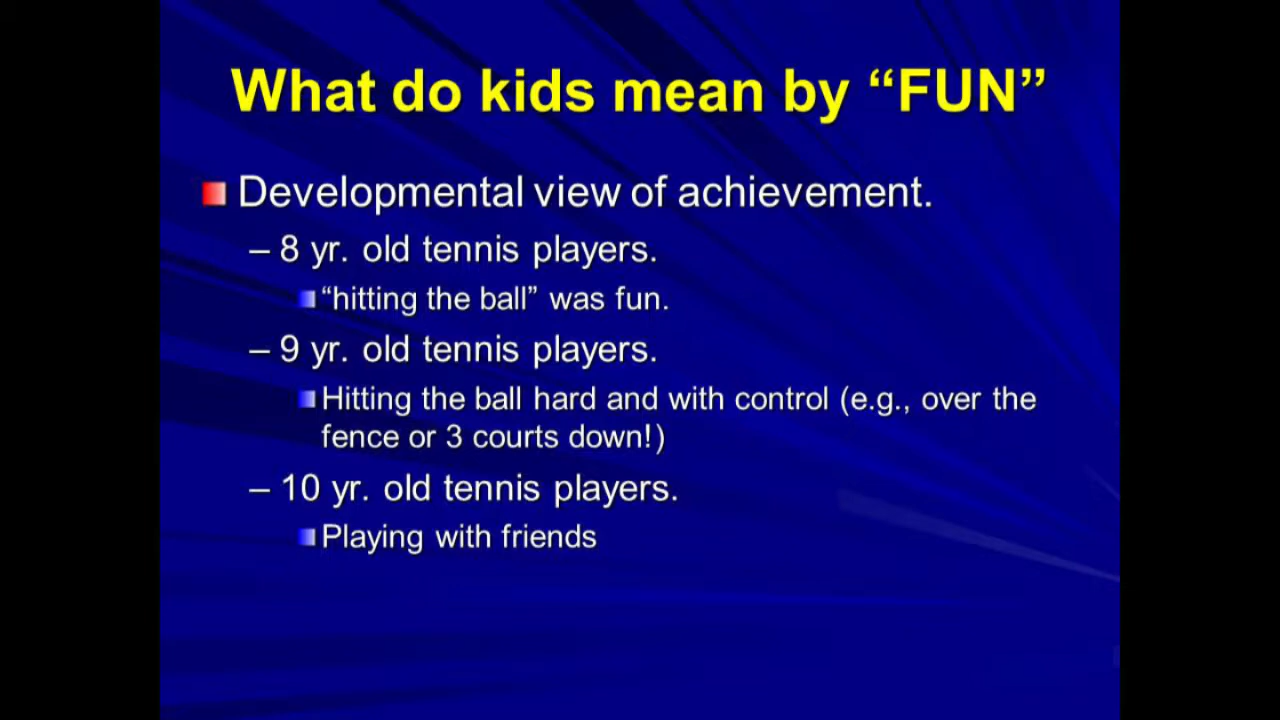 What do kids mean by “FUN”
Developmental view of achievement.
– 8 yr. old tennis players.
“hitting the ball” was fun.
– 9 yr. old tennis players.
Hitting the ball hard and with control (e.g., over the
fence or 3 courts down!)
– 10 yr. old tennis players.
Playing with friends